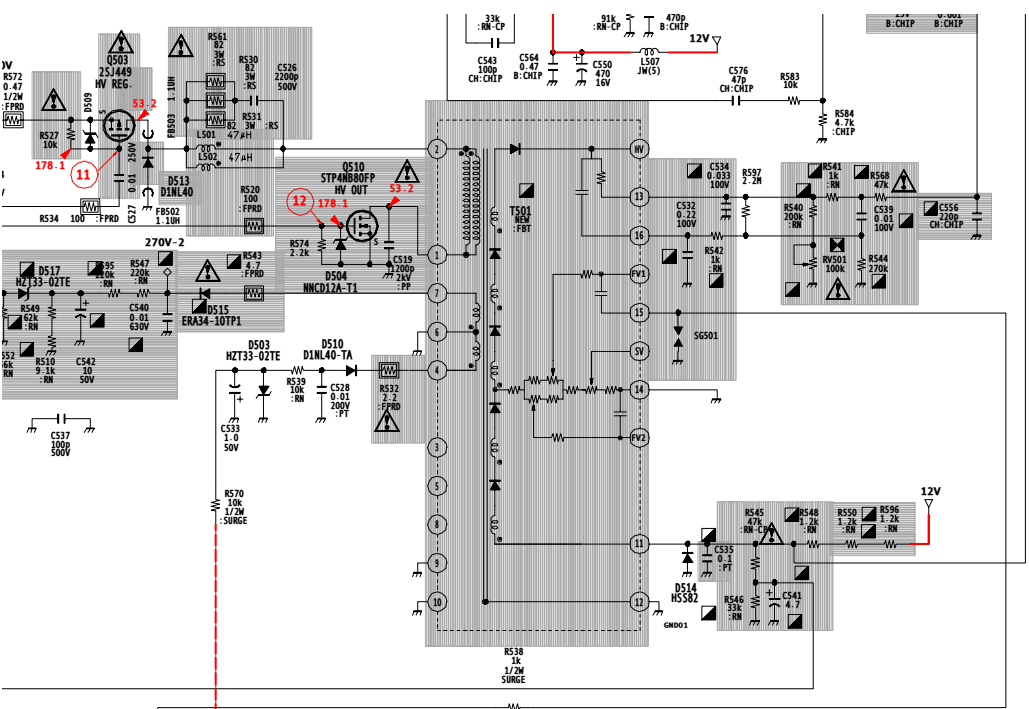 33k
:RN-CP
91k
:RN-CP
470p
B:CHIP
25V
B:CHIP
0.001
B:CHIP
12V
C543
100p
CH:CHIP
C564
0.47
B:CHIP
C550
470
16V
L507
JW(5)
C576
47p
CH:CHIP
R583
10k
R584
4.7k
:CHIP
0V
R572
0.47
1/2W
:FPRD
Q503
2SJ449
HV REG.
D509
53.2
S
R527
10k
178.1
11
0.01 250V
C527
R534 100 :FPRD
FB502
1.1UH
D513
D1NL40
1.1UH
FB503
R561
82
3W
:RS
R530
82
3W
:RS
C526
2200p
500V
R531
82 3W :RS
L501 47μH
L502 47μH
R520
100
:FPRD
Q510
STP4NB80FP
HV OUT
53.2
12
178.1
S
R574
2.2k
D504
NNCD12A-T1
C519
1200p
2kV
:PP
270V-2
D517
HZT33-02TE
R549
62k
:RN
R595
220k
:RN
R547
220k
:RN
R543
4.7
:FPRD
D515
ERA34-10TP1
C540
0.01
630V
R510
9.1k
:RN
C542
10
50V
C537
100p
500V
D503
HZT33-02TE
D510
D1NL40-TA
R539
10k
:RN
C528
0.01
200V
:PT
C533
1.0
50V
R532
2.2
:FPRD
R570
10k
1/2W
:SURGE
2
1
7
6
4
3
5
8
9
10
T501
NEW
:FBT
HV
13
16
FV1
15
SV
14
FV2
11
12
C534
0.033
100V
R597
2.2M
C532
0.22
100V
R542
1k
:RN
SG501
R541
1k
:RN
R568
47k
R540
200k
:RN
C539
0.01
100V
RV501
100k
R544
270k
C556
220p
CH:CHIP
12V
R545
47k
:RN-CP
R548
1.2k
:RN
R550
1.2k
:RN
R596
1.2k
:RN
C535
0.1
:PT
D514
HSS82
R546
33k
:RN
C541
4.7
GND01
R538
1k
1/2W
SURGE